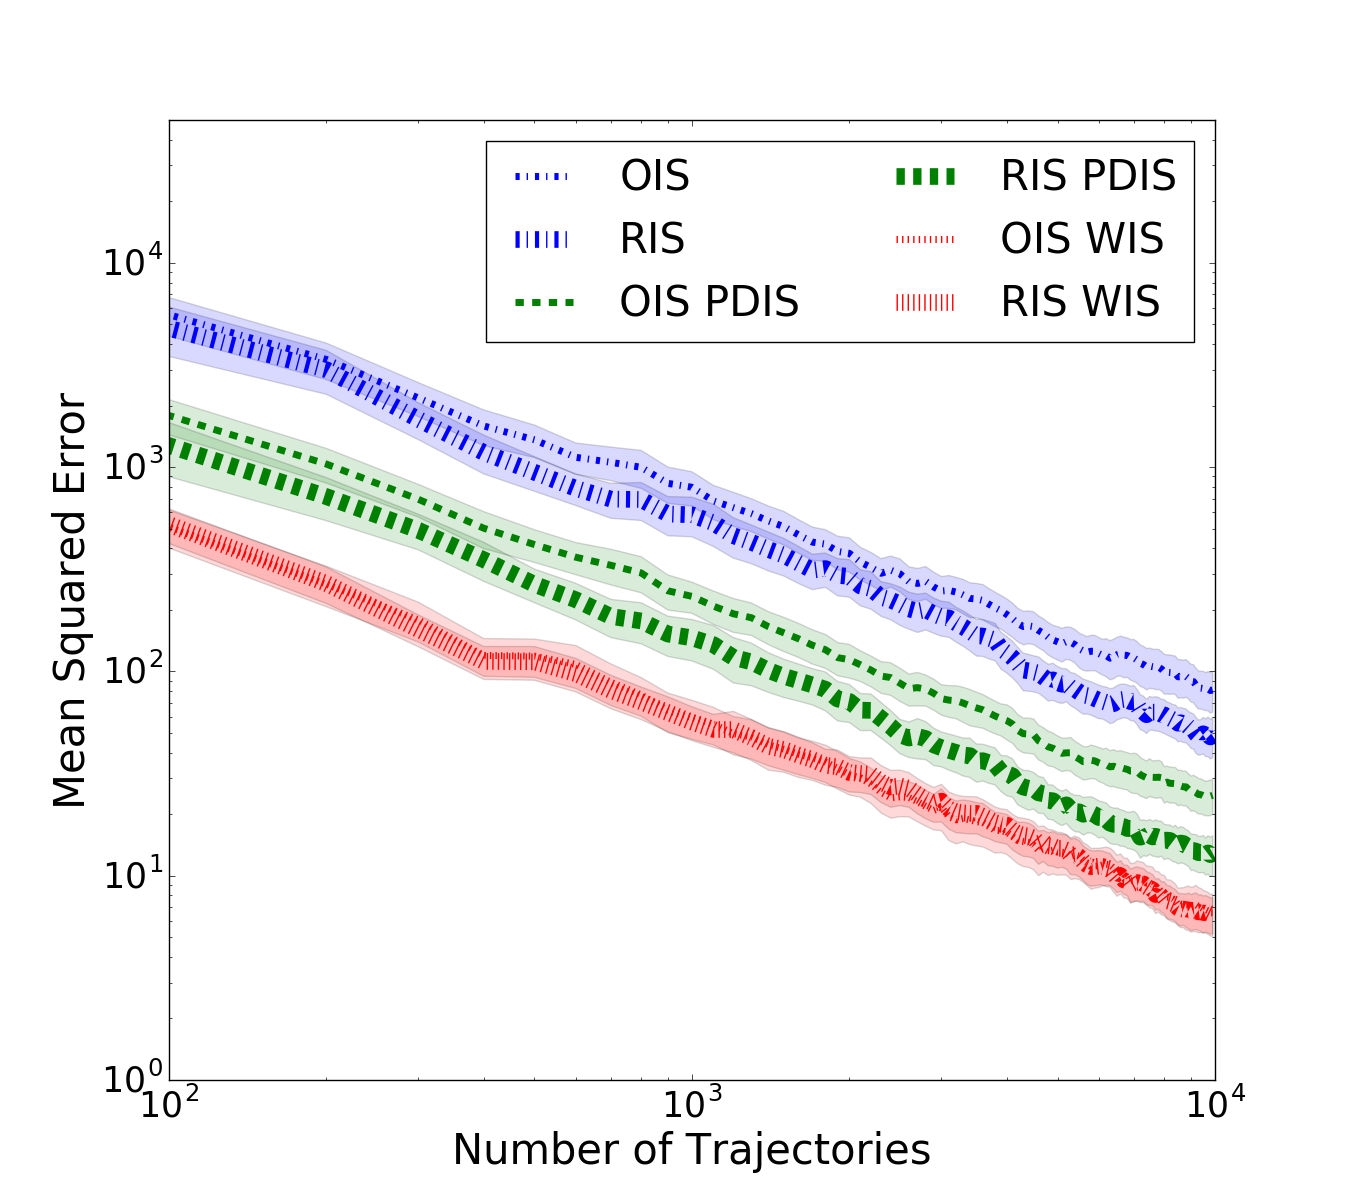 OIS
RIS
OIS PDIS
RIS PDIS
OIS WIS
RIS WIS
10^4
10^3
10^2
10^1
10^0
Mean Squared Error
10^2 10^3 10^4
Number of Trajectories